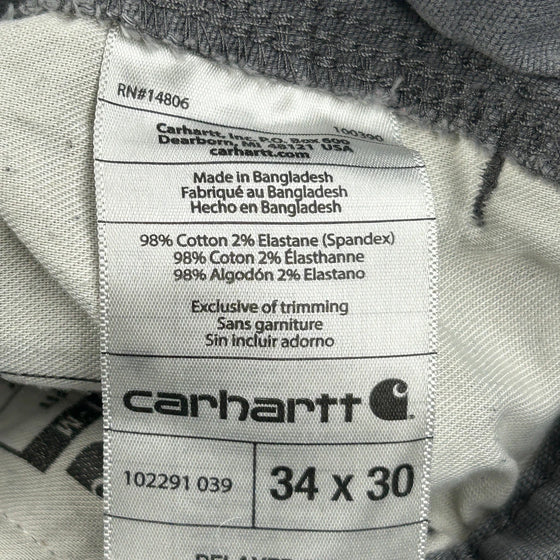 RN#14806
100390
Carhartt, Inc. P.O. Box 600
Dearborn, MI 48121 USA
carhartt.com
Made in Bangladesh
Fabriqué au Bangladesh
Hecho en Bangladesh
98% Cotton 2% Elastane (Spandex)
98% Coton 2% Élasthanne
98% Algodón 2% Elastano
Exclusive of trimming
Sans garniture
Sin incluir adorno
carhartt
102291 039
34 x 30